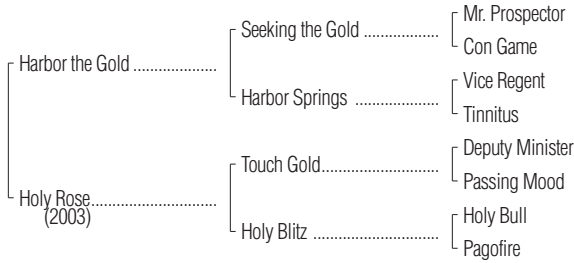 Mr. Prospector
Seeking the Gold ..................
Con Game
Harbor the Gold ....................
Vice Regent
Harbor Springs ....................
Tinnitus
Deputy Minister
Touch Gold............................
Passing Mood
Holy Rose..............................
(2003)
Holy Bull
Holy Blitz ..............................
Pagofire